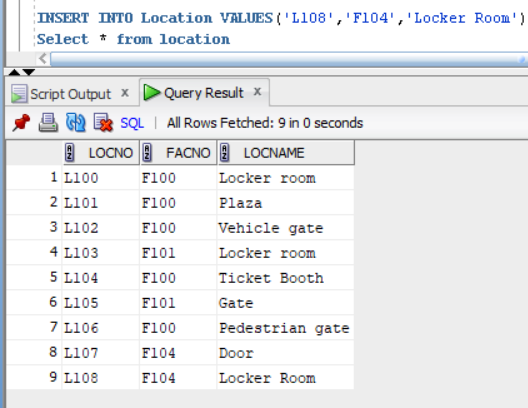 INSERT INTO Location VALUES('L108','F104','Locker Room')
Select * from location
Script Output x Query Result x
SQL | All Rows Fetched: 9 in 0 seconds
LOCNO FACNO LOCNAME
1 L100 F100 Locker room
2 L101 F100 Plaza
3 L102 F100 Vehicle gate
4 L103 F101 Locker room
5 L104 F100 Ticket Booth
6 L105 F101 Gate
7 L106 F100 Pedestrian gate
8 L107 F104 Door
9 L108 F104 Locker Room